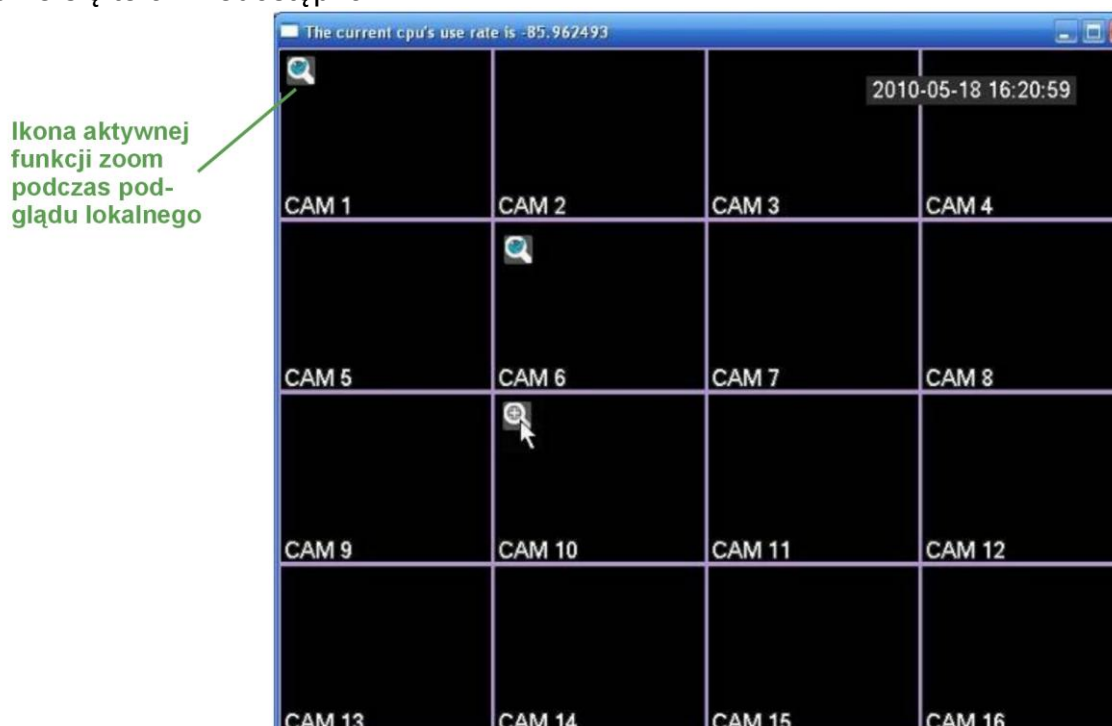 The current cpu's use rate is -85.962493
2010-05-18 16:20:59
Ikona aktywnej
funkcji zoom
podczas pod-
glądu lokalnego
CAM 1 CAM 2 CAM 3 CAM 4
CAM 5 CAM 6 CAM 7 CAM 8
CAM 9 CAM 10 CAM 11 CAM 12
CAM 13 CAM 14 CAM 15 CAM 16